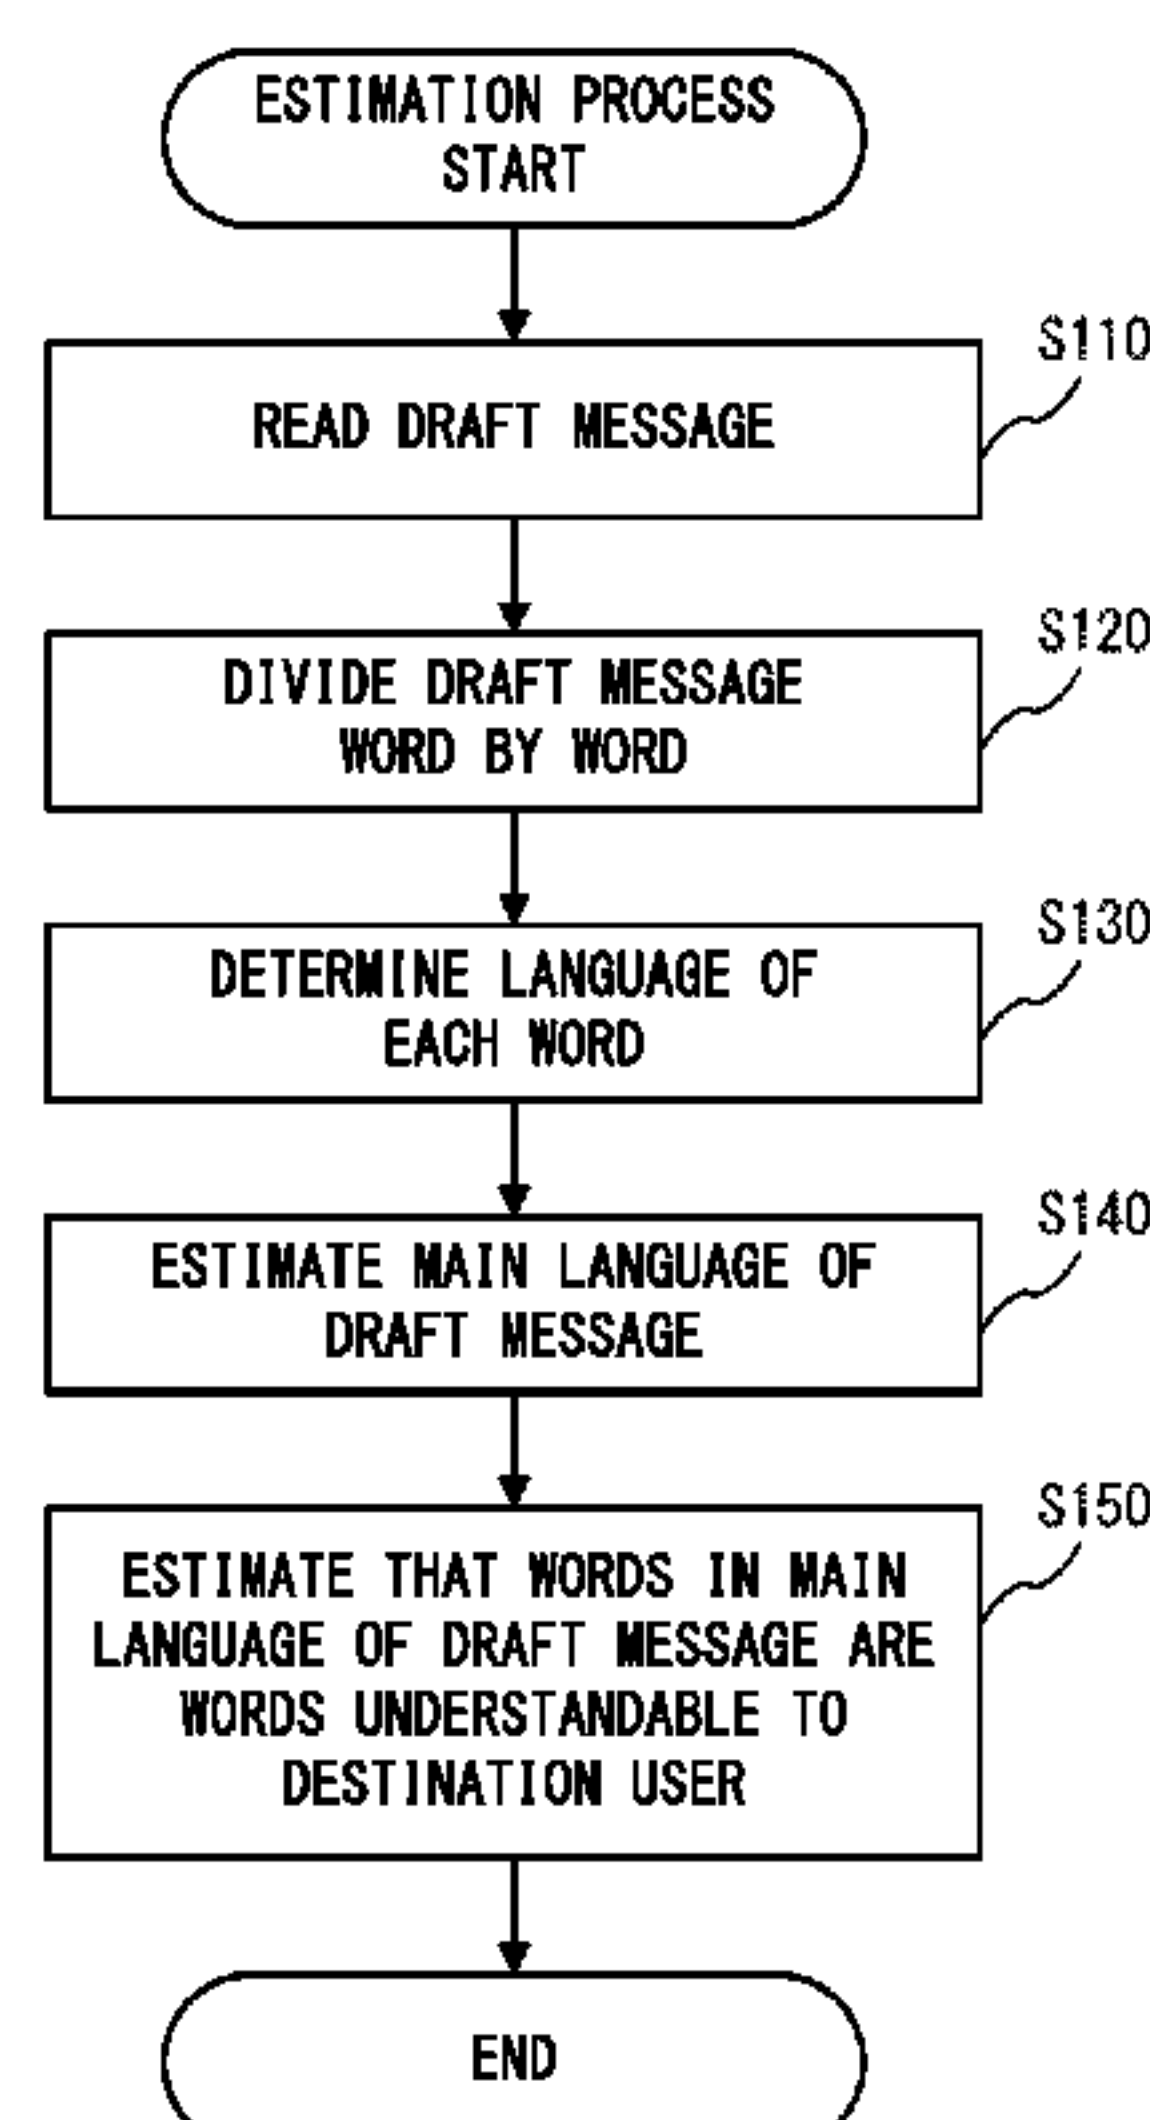 ESTIMATION PROCESS
START
S110
READ DRAFT MESSAGE
S120
DIVIDE DRAFT MESSAGE
WORD BY WORD
S130
DETERMINE LANGUAGE OF
EACH WORD
S140
ESTIMATE MAIN LANGUAGE OF
DRAFT MESSAGE
S150
ESTIMATE THAT WORDS IN MAIN
LANGUAGE OF DRAFT MESSAGE ARE
WORDS UNDERSTANDABLE TO
DESTINATION USER
END